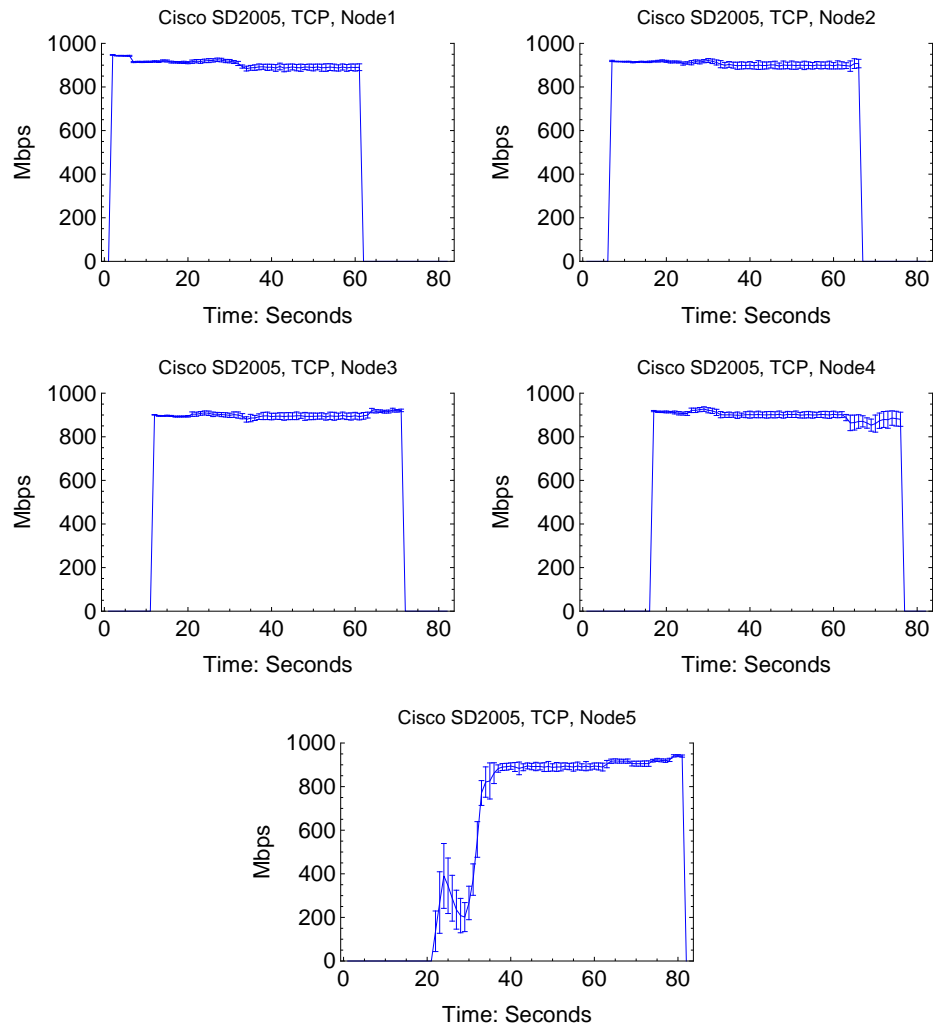 Cisco SD2005, TCP, Node1
1000
800
600
400
200
0
Mbps
0 20 40 60 80
Time: Seconds
Cisco SD2005, TCP, Node2
1000
800
600
400
200
0
Mbps
0 20 40 60 80
Time: Seconds
Cisco SD2005, TCP, Node3
1000
800
600
400
200
0
Mbps
0 20 40 60 80
Time: Seconds
Cisco SD2005, TCP, Node4
1000
800
600
400
200
0
Mbps
0 20 40 60 80
Time: Seconds
Cisco SD2005, TCP, Node5
1000
800
600
400
200
0
Mbps
0 20 40 60 80
Time: Seconds